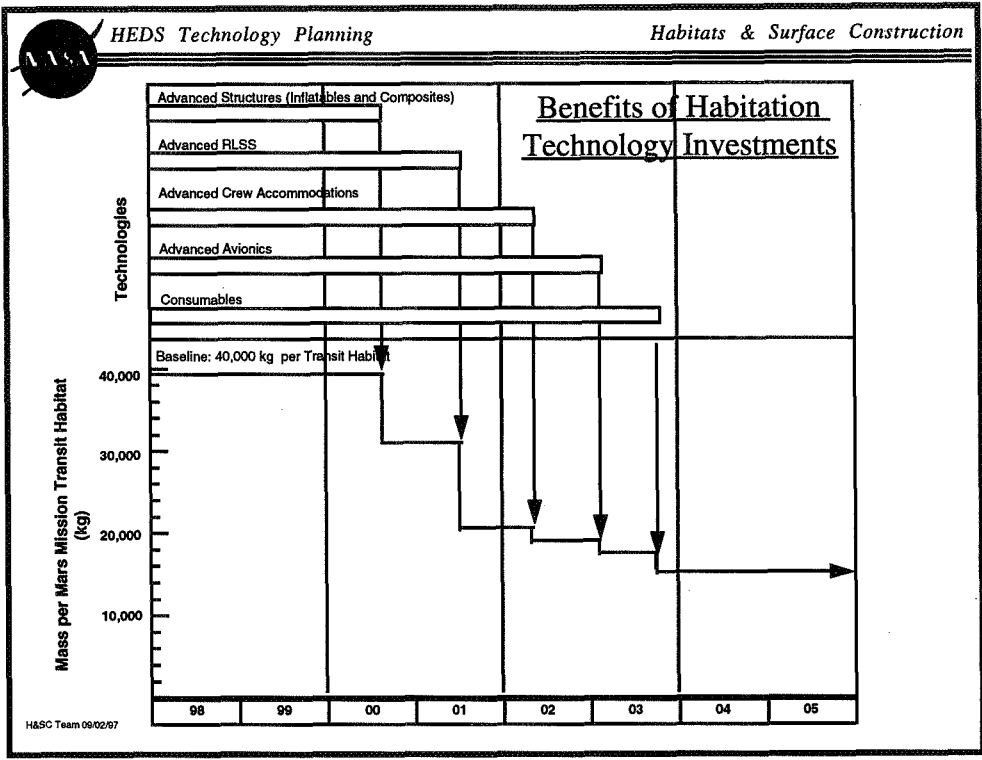 NASA
HEDS Technology Planning
Habitats & Surface Construction
Benefits of Habitation
Technology Investments
Technologies
Advanced Structures (Inflatables and Composites)
Advanced RLSS
Advanced Crew Accommodations
Advanced Avionics
Consumables
Baseline: 40,000 kg per Transit Habitat
Mass per Mars Mission Transit Habitat
(kg)
40,000
30,000
20,000
10,000
98 99 00 01 02 03 04 05
H&SC Team 09/02/97